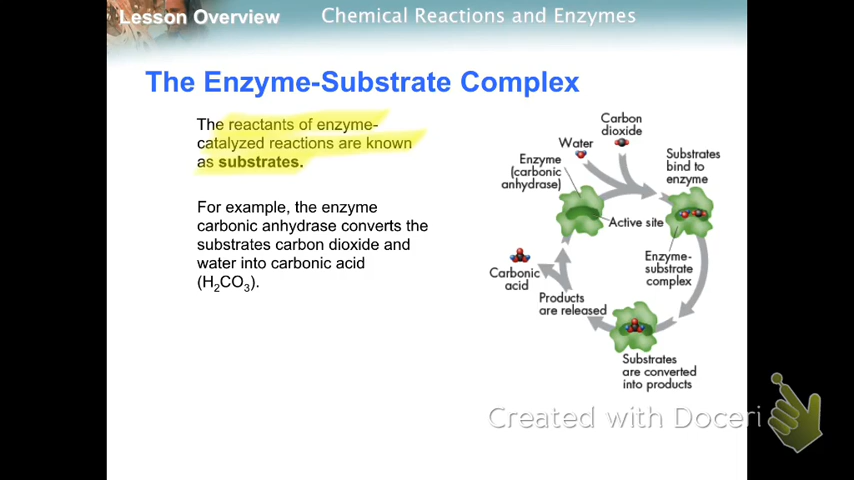 Lesson Overview
Chemical Reactions and Enzymes
The Enzyme-Substrate Complex
The reactants of enzyme-
catalyzed reactions are known
as substrates.
For example, the enzyme
carbonic anhydrase converts the
substrates carbon dioxide and
water into carbonic acid
(H₂CO₃).
Carbon
dioxide
Water
Enzyme
(carbonic
anhydrase)
Substrates
bind to
enzyme
Active site
Enzyme-
substrate
complex
Carbonic
acid
Products
are released
Substrates
are converted
into products
Created with Doceri